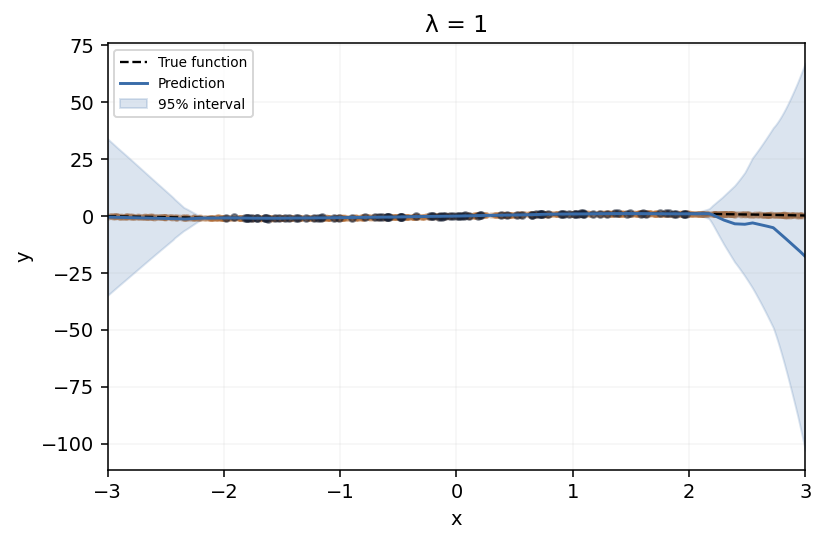 λ = 1
True function
Prediction
95% interval
75
50
25
0
−25
−50
−75
−100
y
−3
−2
−1
0
1
2
3
x